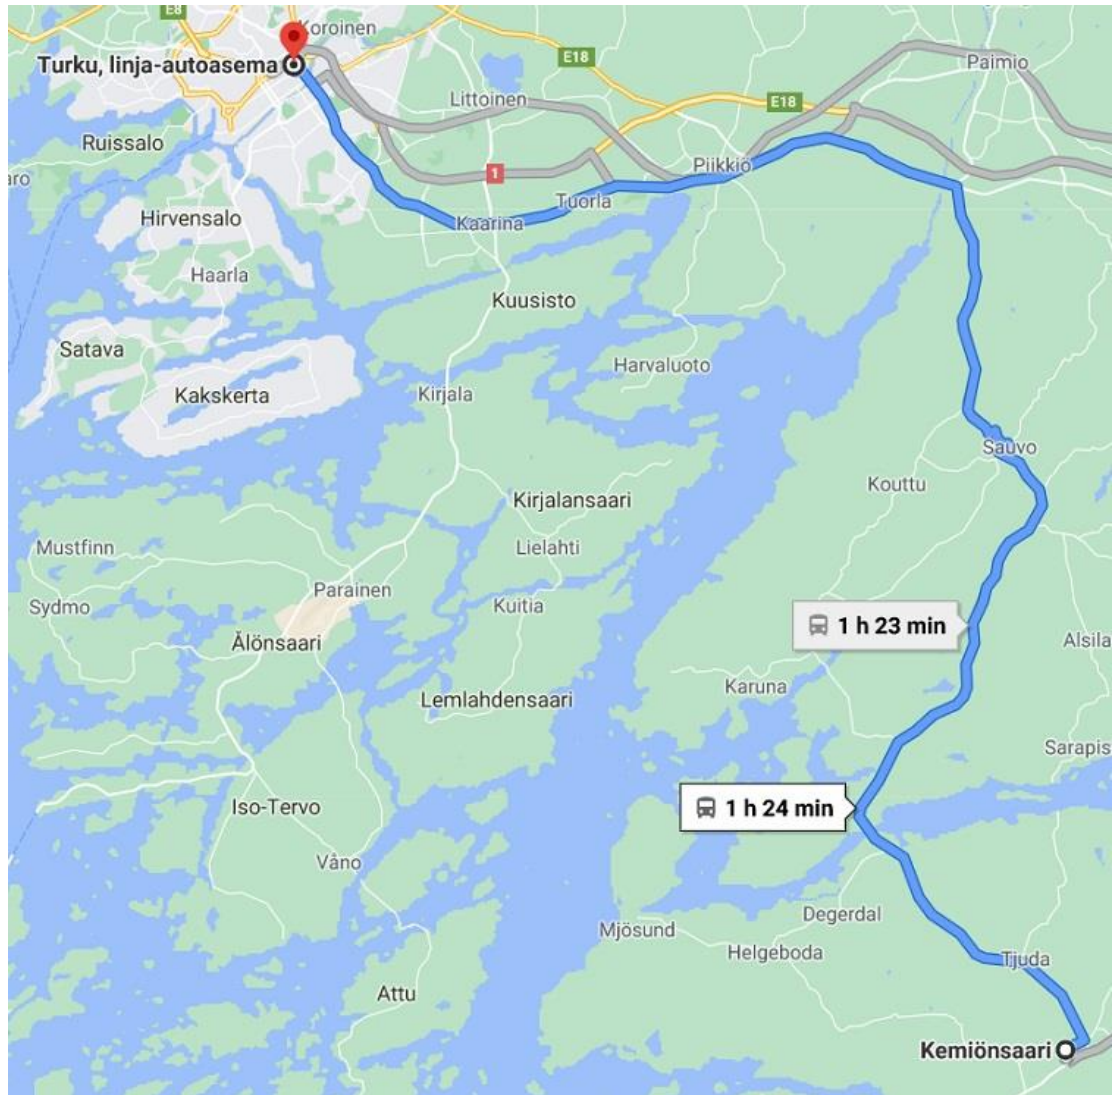 E8
Koroinen
Turku, linja-autoasema
E18
Paimio
Littoinen
E18
Ruissalo
aro
1
Piikkiö
Tuorla
Hirvensalo
Kaarina
Haarla
Kuusisto
Satava
Harvaluoto
Kakskerta
Kirjala
Sauvo
Kouttu
Kirjalansaari
Mustfinn
Lielahti
Parainen
Sydmo
Kuitia
1 h 23 min
Ålönsaari
Alsila
Karuna
Lemlahdensaari
Sarapis
Iso-Tervo
1 h 24 min
Våno
Degerdal
Mjösund
Helgeboda
Tjuda
Attu
Kemiönsaari